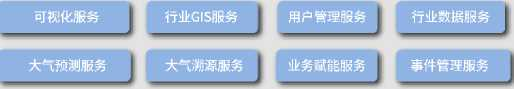 可视化服务 行业GIS服务 用户管理服务 行业数据服务
大气预测服务 大气溯源服务 业务赋能服务 事件管理服务